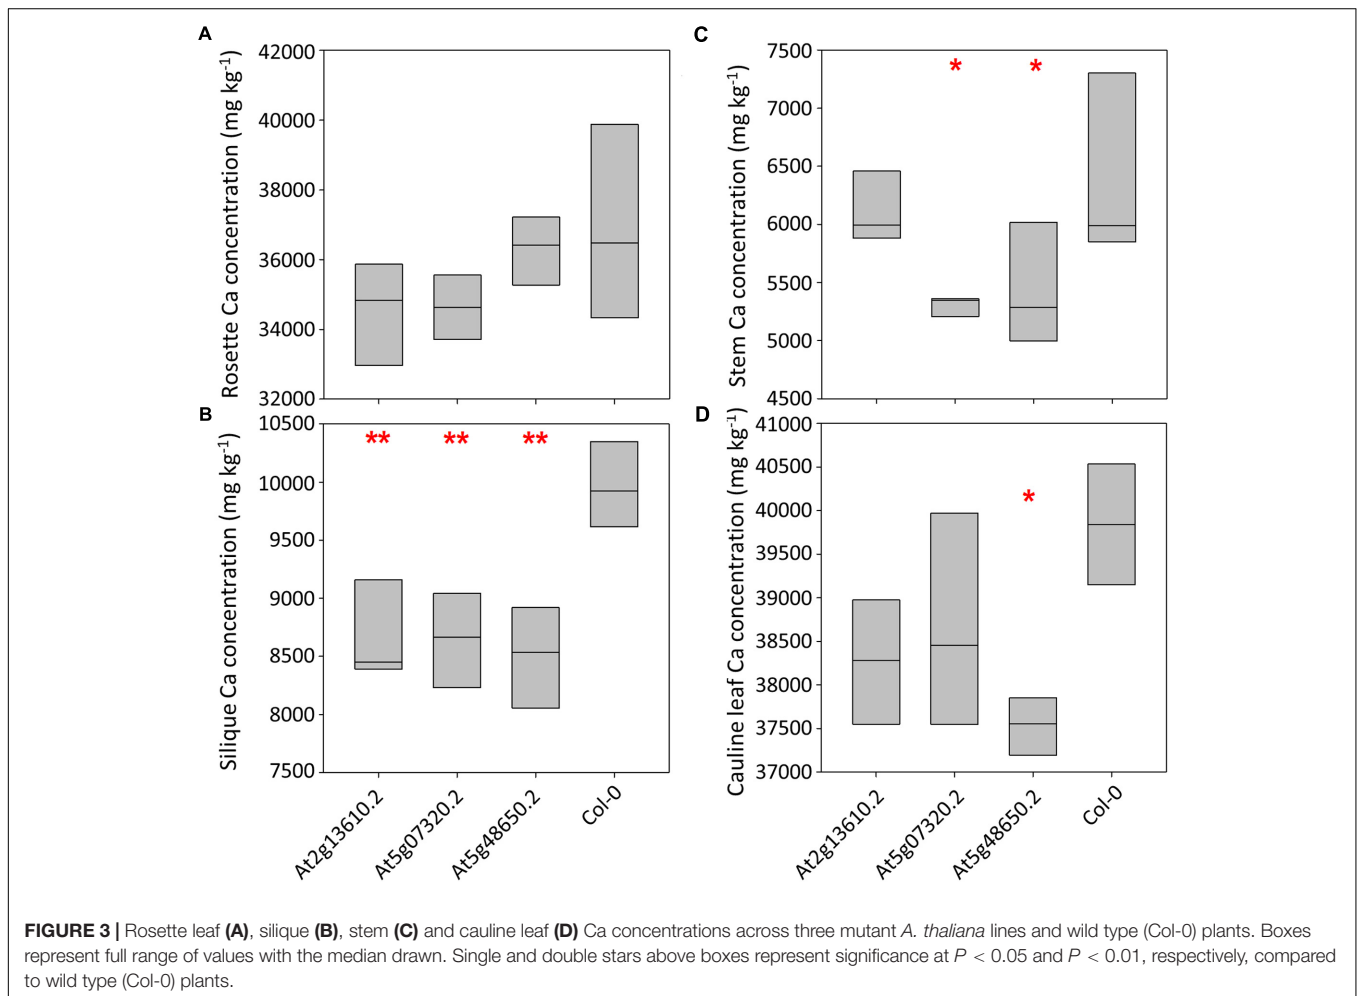 A
Rosette Ca concentration (mg kg-1)
42000
40000
38000
36000
34000
32000
C
Stem Ca concentration (mg kg-1)
7500
7000
6500
6000
5500
5000
4500
* *
B
Silique Ca concentration (mg kg-1)
10500
10000
9500
9000
8500
8000
7500
** ** **
At2g13610.2
At5g07320.2
At5g48650.2
Col-0
D
Cauline leaf Ca concentration (mg kg-1)
41000
40500
40000
39500
39000
38500
38000
37500
37000
*
At2g13610.2
At5g07320.2
At5g48650.2
Col-0
FIGURE 3 | Rosette leaf (A), silique (B), stem (C) and cauline leaf (D) Ca concentrations across three mutant A. thaliana lines and wild type (Col-0) plants. Boxes
represent full range of values with the median drawn. Single and double stars above boxes represent significance at P < 0.05 and P < 0.01, respectively, compared
to wild type (Col-0) plants.